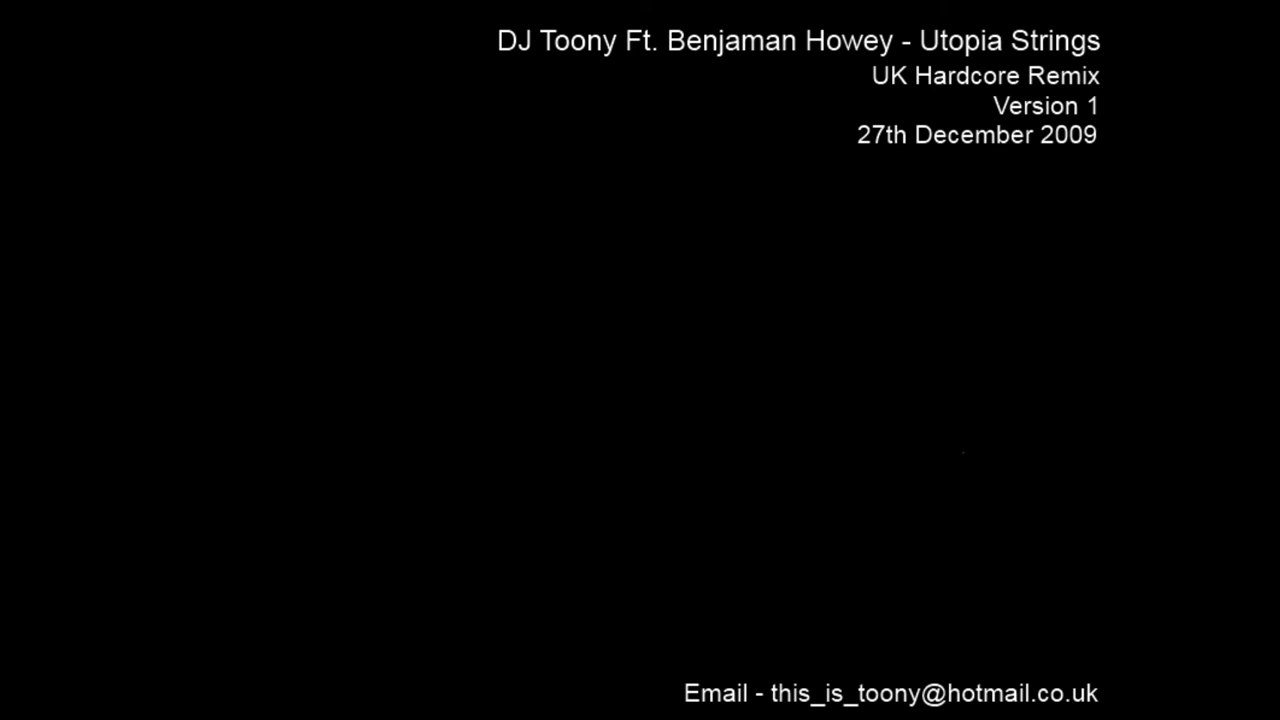 DJ Toony Ft. Benjaman Howey - Utopia Strings
UK Hardcore Remix
Version 1
27th December 2009
Email - this_is_toony@hotmail.co.uk